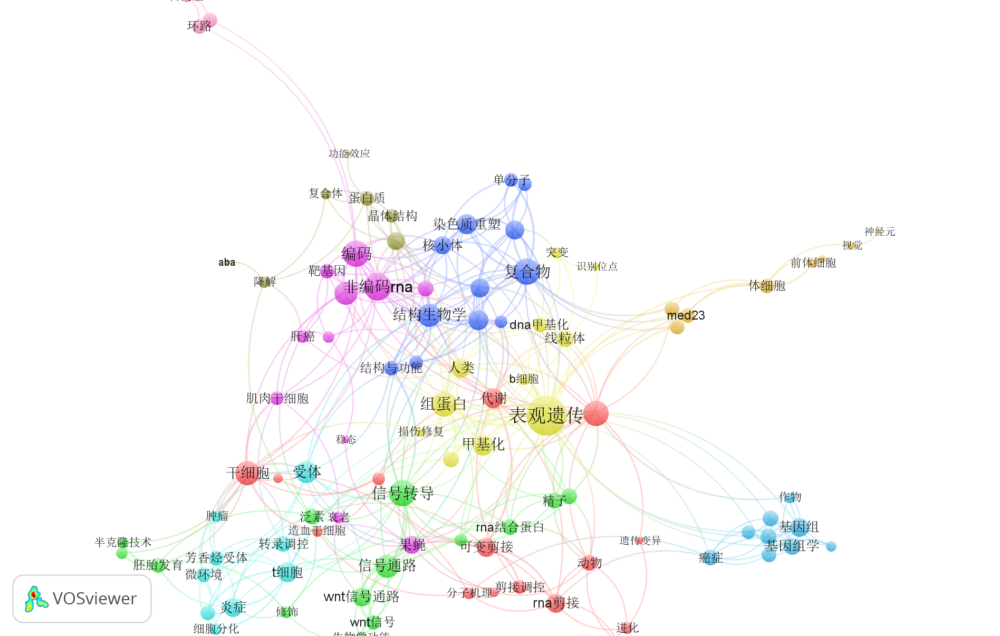 环路
功能效应
单分子
复合体
蛋白质
晶体结构
染色质重塑
神经元
核小体
视觉
编码
突变
aba
前体细胞
识别位点
靶基因
复合物
降解
体细胞
非编码rna
结构生物学
med23
dna甲基化
肝癌
线粒体
结构与功能
人类
b细胞
肌肉干细胞
代谢
组蛋白
表观遗传
损伤修复
稳态
甲基化
干细胞
受体
信号转导
作物
精子
肿瘤
泛素
衰老
rna结合蛋白
基因组
造血干细胞
半克隆技术
转录调控
果蝇
可变剪接
遗传变异
基因组学
芳香烃受体
癌症
胚胎发育
信号通路
动物
微环境
t细胞
剪接调控
分子机理
wnt信号通路
VOSviewer
rna剪接
炎症
修饰
wnt信号
细胞分化
进化
生物学功能